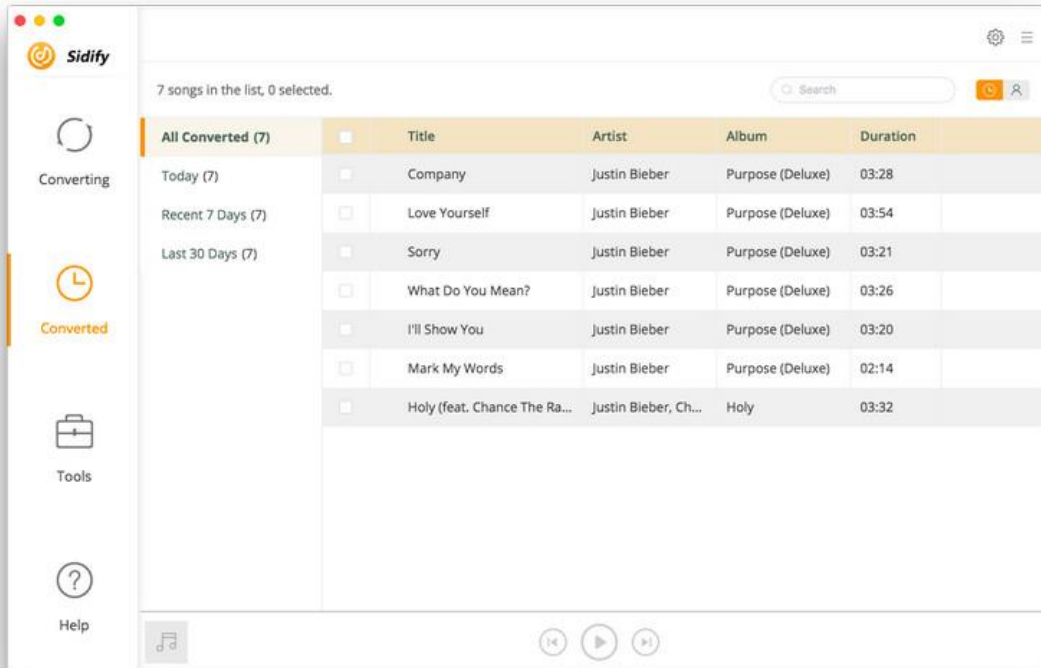 Sidify
7 songs in the list, 0 selected.
Search
Converting
Converted
Tools
Help
All Converted (7)
Today (7)
Recent 7 Days (7)
Last 30 Days (7)
Title Artist Album Duration
Company Justin Bieber Purpose (Deluxe) 03:28
Love Yourself Justin Bieber Purpose (Deluxe) 03:54
Sorry Justin Bieber Purpose (Deluxe) 03:21
What Do You Mean? Justin Bieber Purpose (Deluxe) 03:26
I'll Show You Justin Bieber Purpose (Deluxe) 03:20
Mark My Words Justin Bieber Purpose (Deluxe) 02:14
Holy (feat. Chance The Ra... Justin Bieber, Ch... Holy 03:32